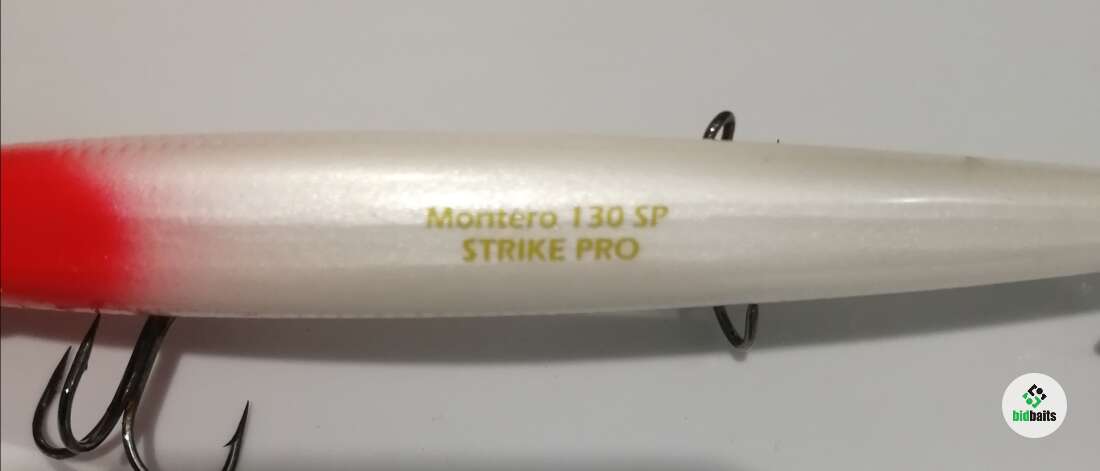 Montero 130 SP
STRIKE PRO
bidbaits